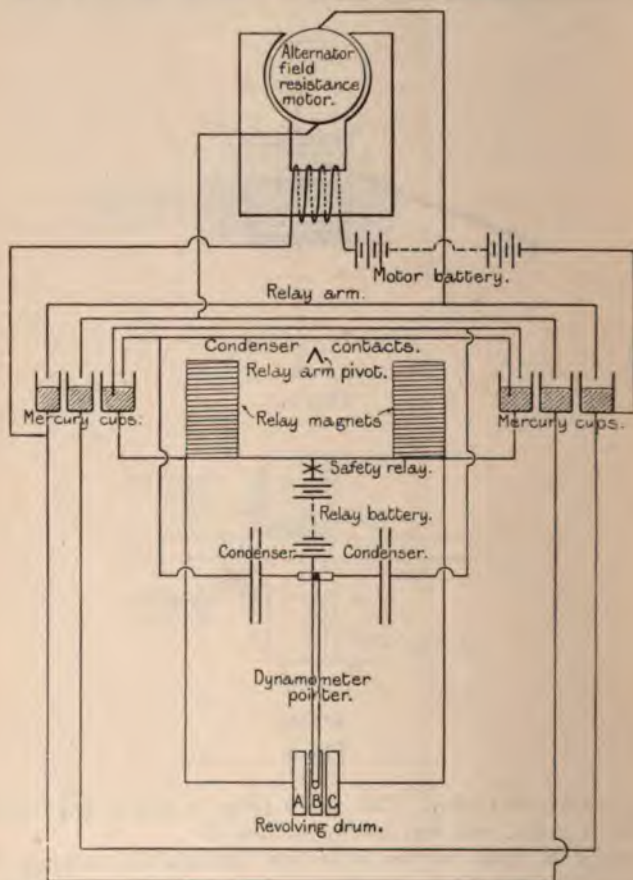 Alternator
field
resistance
motor.
Motor battery.
Relay arm.
Condenser contacts.
Relay arm pivot.
Mercury cups.
Relay magnets
Mercury cups.
Safety relay.
Relay battery.
Condenser.
Condenser.
Dynamometer
pointer.
A B C
Revolving drum.